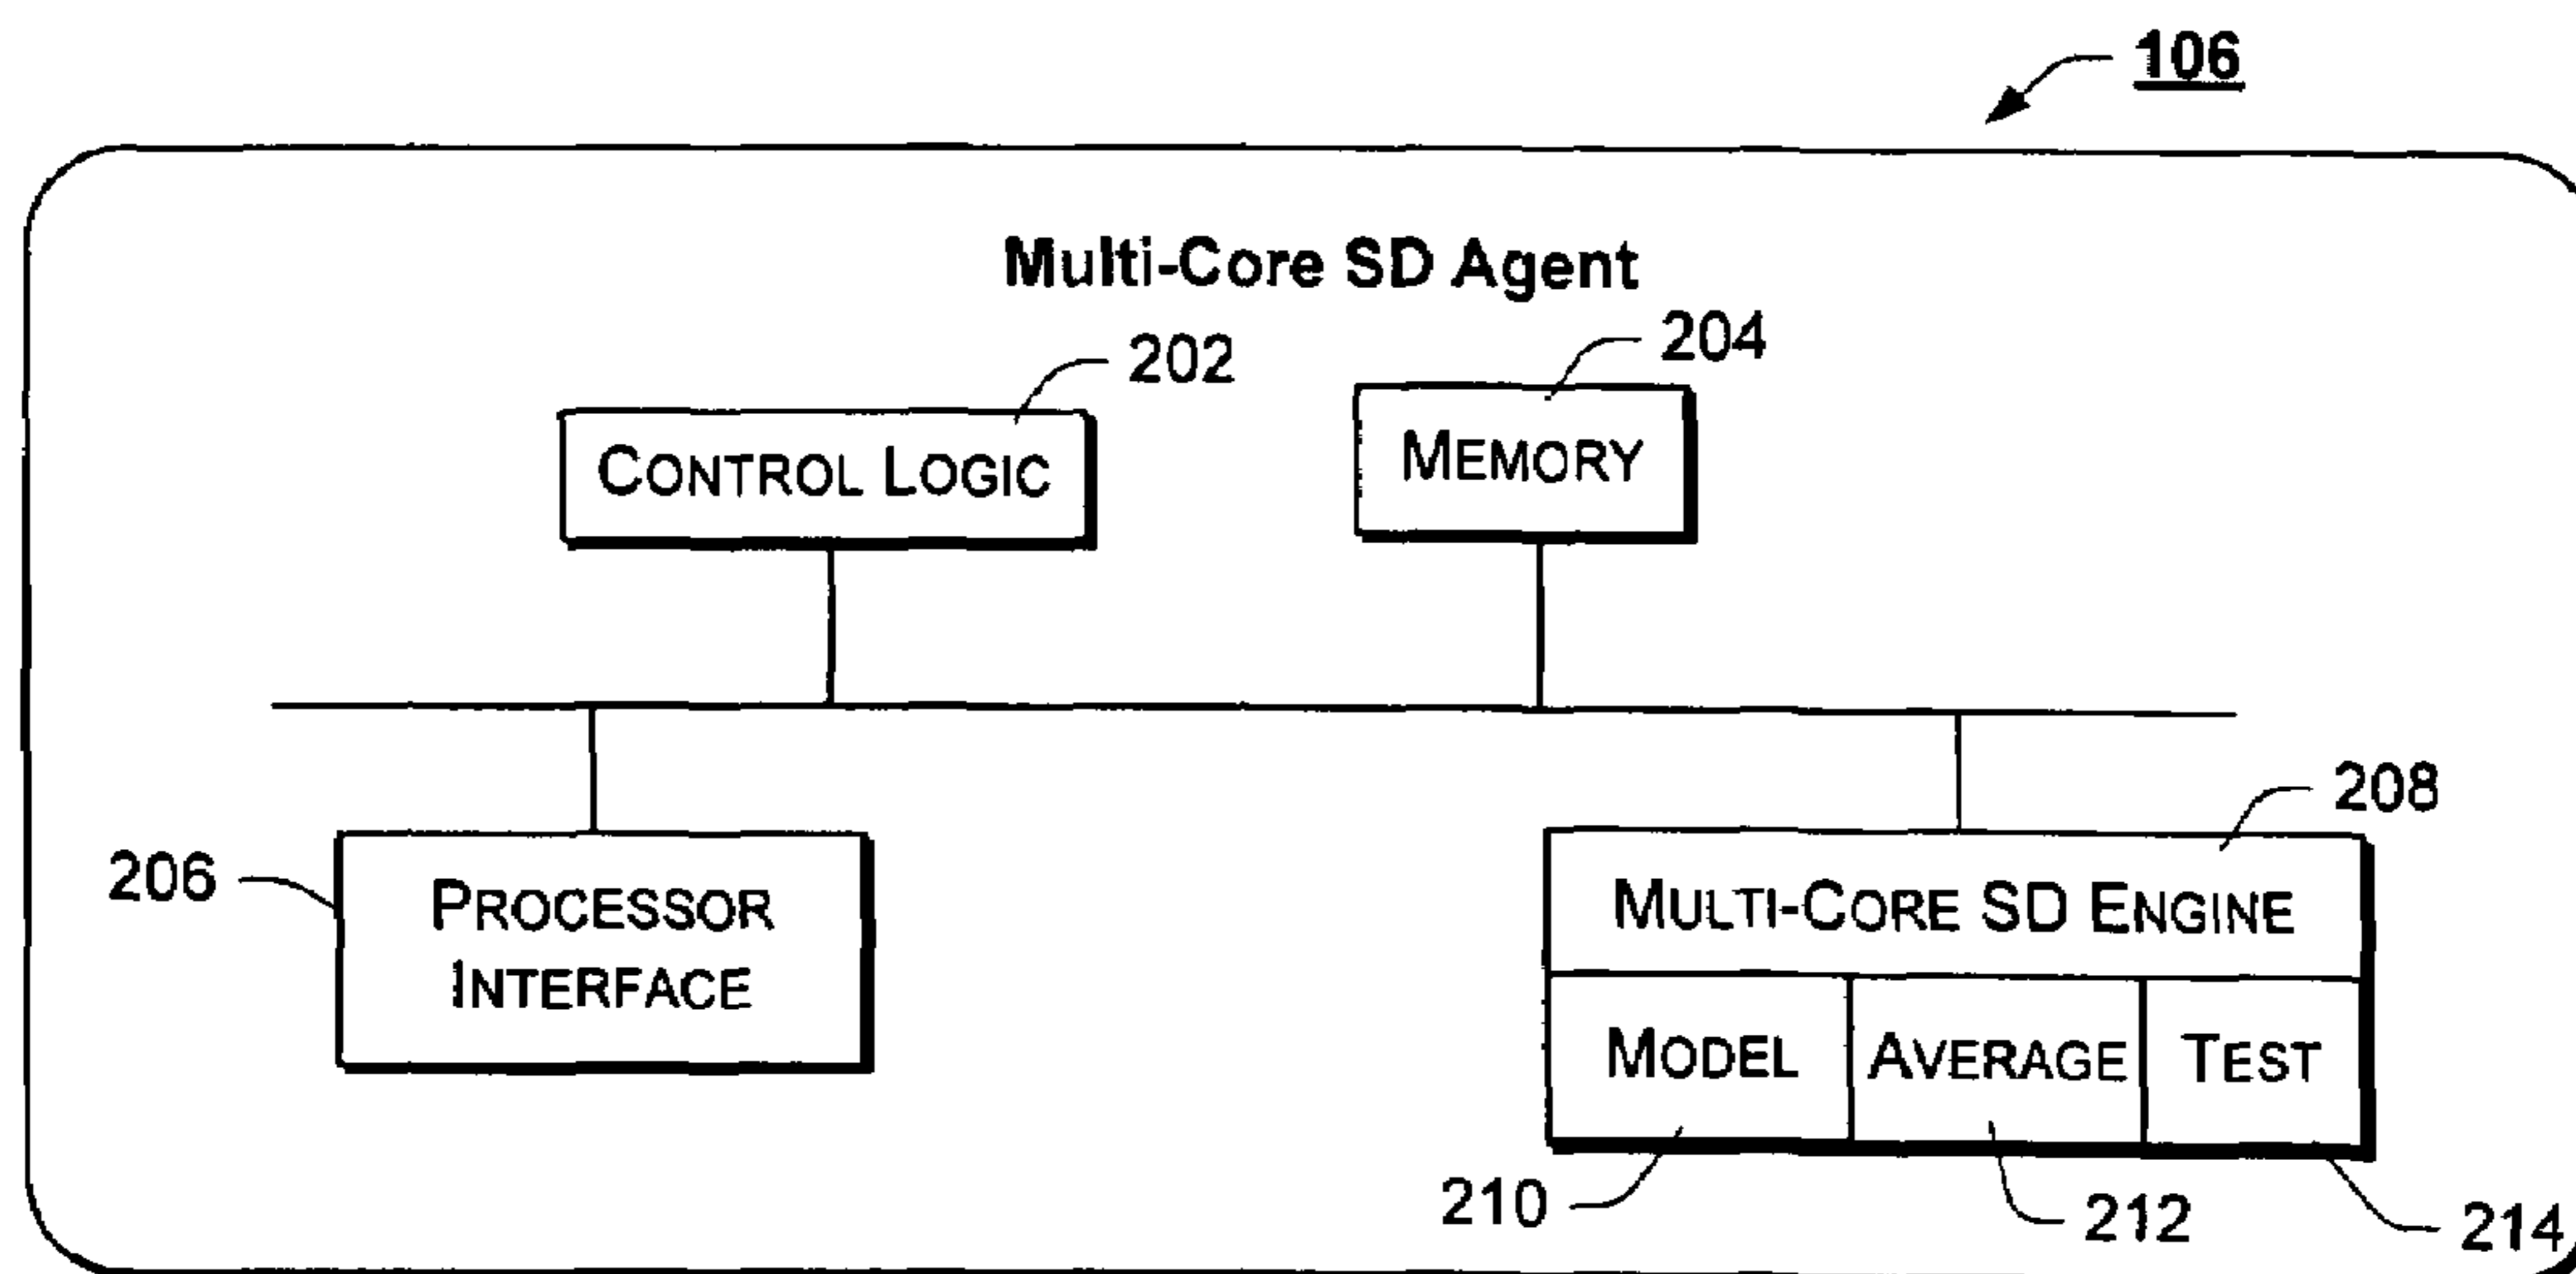 106
Multi-Core SD Agent
202
204
CONTROL LOGIC
MEMORY
206
PROCESSOR
INTERFACE
208
MULTI-CORE SD ENGINE
MODEL
AVERAGE
TEST
210
212
214